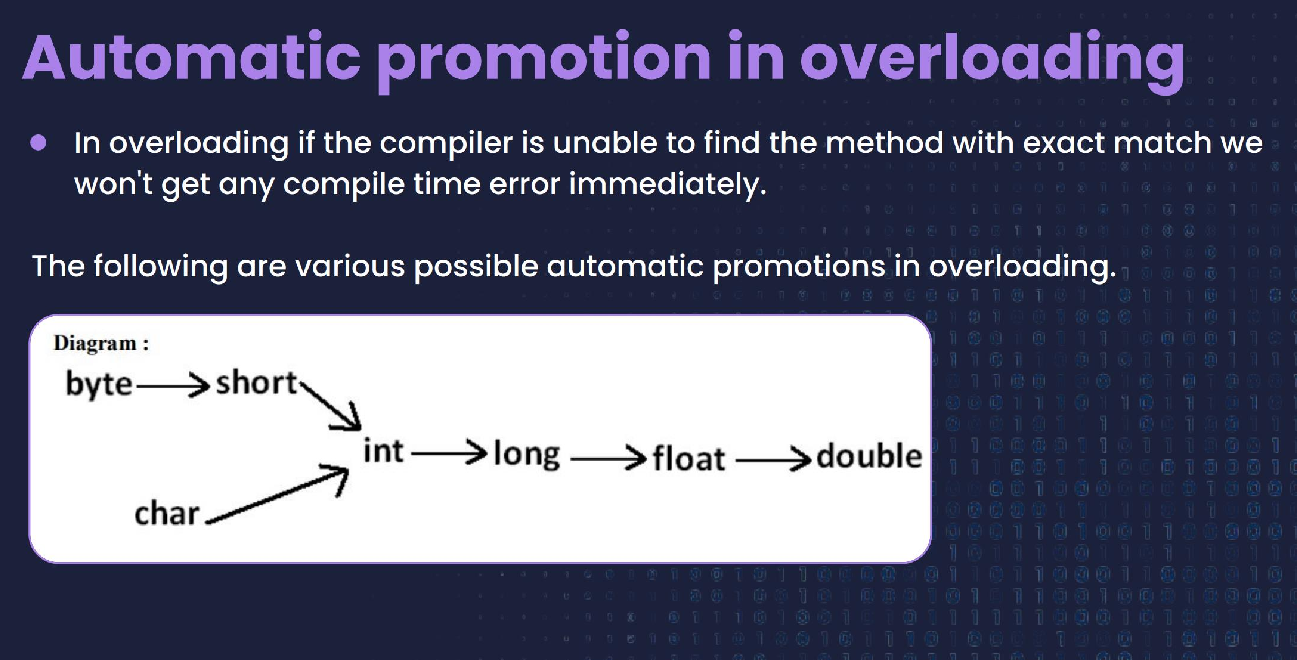 Automatic promotion in overloading
In overloading if the compiler is unable to find the method with exact match we
won't get any compile time error immediately.
The following are various possible automatic promotions in overloading.
Diagram :
byte short
int long float double
char